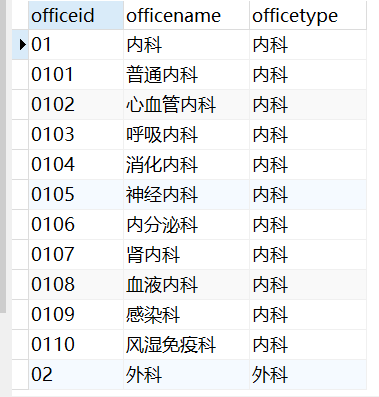 officeid officename officetype
01 内科 内科
0101 普通内科 内科
0102 心血管内科 内科
0103 呼吸内科 内科
0104 消化内科 内科
0105 神经内科 内科
0106 内分泌科 内科
0107 肾内科 内科
0108 血液内科 内科
0109 感染科 内科
0110 风湿免疫科 内科
02 外科 外科